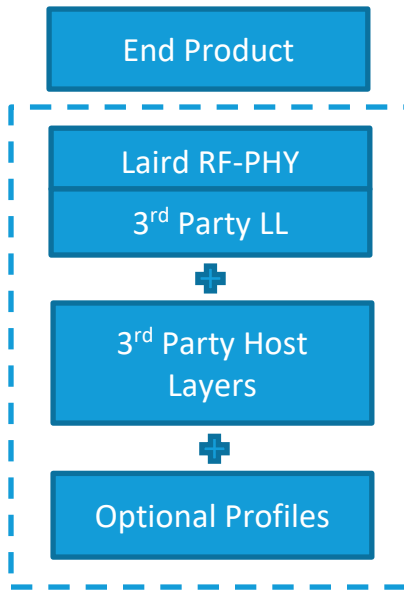 End Product
Laird RF-PHY
3rd Party LL
3rd Party Host
Layers
Optional Profiles